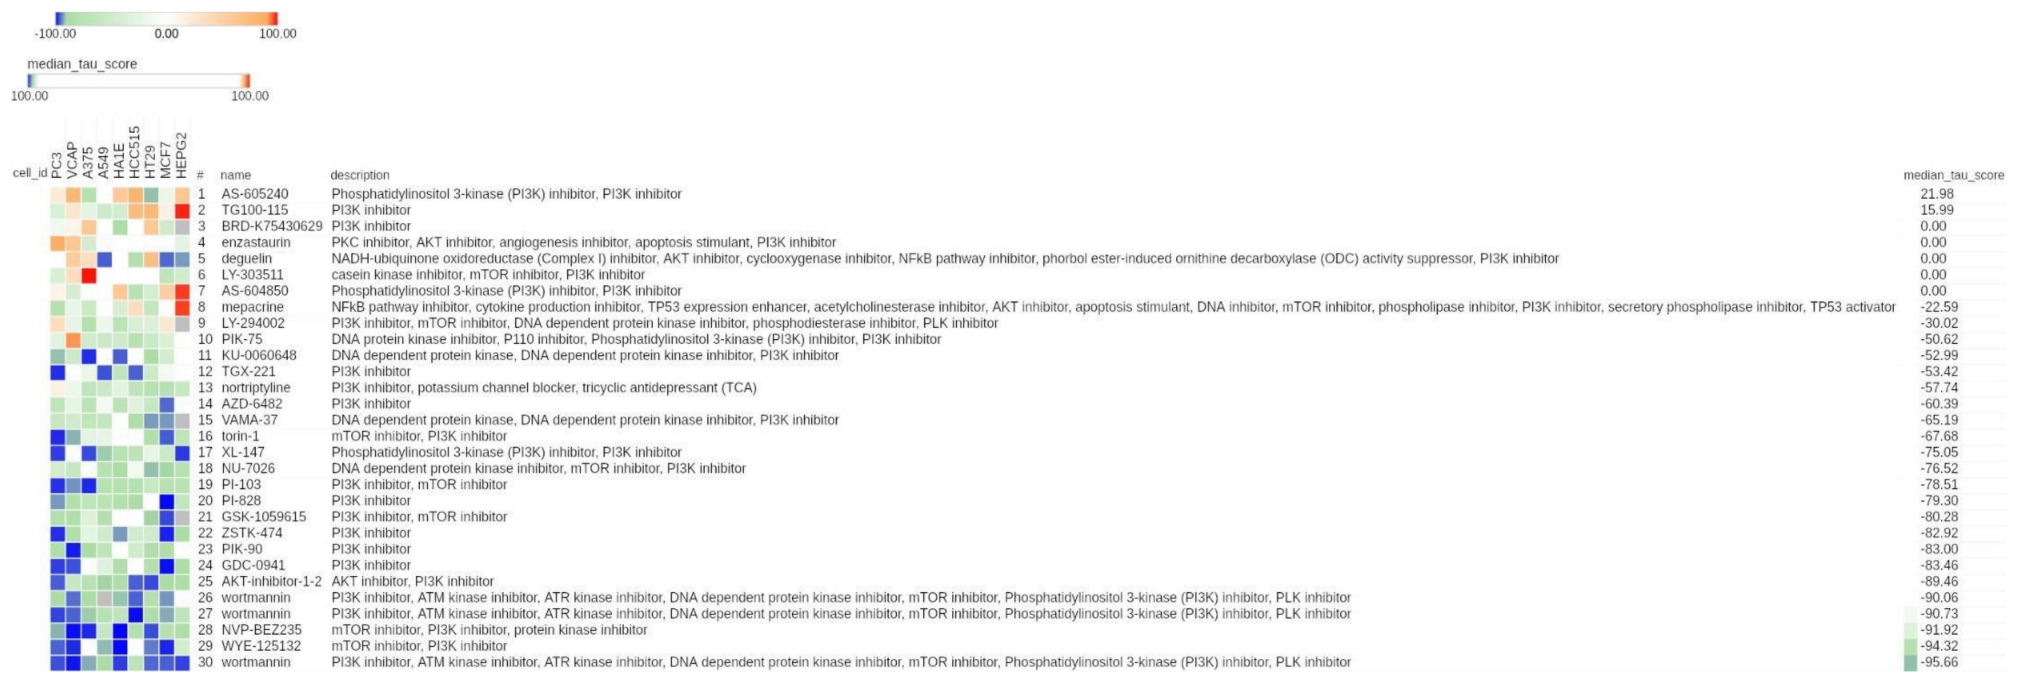 -100.00 0.00 100.00
median_tau_score
100.00 100.00
cell_id PC3 VCAP A375 A549 HA1E HCC515 HT29 MCF7 HEPG2 # name description median_tau_score
1 AS-605240 Phosphatidylinositol 3-kinase (PI3K) inhibitor, PI3K inhibitor 21.98
2 TG100-115 PI3K inhibitor 15.99
3 BRD-K75430629 PI3K inhibitor 0.00
4 enzastaurin PKC inhibitor, AKT inhibitor, angiogenesis inhibitor, apoptosis stimulant, PI3K inhibitor 0.00
5 deguelin NADH-ubiquinone oxidoreductase (Complex I) inhibitor, AKT inhibitor, cyclooxygenase inhibitor, NFkB pathway inhibitor, phorbol ester-induced ornithine decarboxylase (ODC) activity suppressor, PI3K inhibitor 0.00
6 LY-303511 casein kinase inhibitor, mTOR inhibitor, PI3K inhibitor 0.00
7 AS-604850 Phosphatidylinositol 3-kinase (PI3K) inhibitor, PI3K inhibitor 0.00
8 mepacrine NFkB pathway inhibitor, cytokine production inhibitor, TP53 expression enhancer, acetylcholinesterase inhibitor, AKT inhibitor, apoptosis stimulant, DNA inhibitor, mTOR inhibitor, phospholipase inhibitor, PI3K inhibitor, secretory phospholipase inhibitor, TP53 activator -22.59
9 LY-294002 PI3K inhibitor, mTOR inhibitor, DNA dependent protein kinase inhibitor, phosphodiesterase inhibitor, PLK inhibitor -30.02
10 PIK-75 DNA protein kinase inhibitor, P110 inhibitor, Phosphatidylinositol 3-kinase (PI3K) inhibitor, PI3K inhibitor -50.62
11 KU-0060648 DNA dependent protein kinase, DNA dependent protein kinase inhibitor, PI3K inhibitor -52.99
12 TGX-221 PI3K inhibitor -53.42
13 nortriptyline PI3K inhibitor, potassium channel blocker, tricyclic antidepressant (TCA) -57.74
14 AZD-6482 PI3K inhibitor -60.39
15 VAMA-37 DNA dependent protein kinase, DNA dependent protein kinase inhibitor, PI3K inhibitor -65.19
16 torin-1 mTOR inhibitor, PI3K inhibitor -67.68
17 XL-147 Phosphatidylinositol 3-kinase (PI3K) inhibitor, PI3K inhibitor -75.05
18 NU-7026 DNA dependent protein kinase inhibitor, mTOR inhibitor, PI3K inhibitor -76.52
19 PI-103 PI3K inhibitor, mTOR inhibitor -78.51
20 PI-828 PI3K inhibitor -79.30
21 GSK-1059615 PI3K inhibitor, mTOR inhibitor -80.28
22 ZSTK-474 PI3K inhibitor -82.92
23 PIK-90 PI3K inhibitor -83.00
24 GDC-0941 PI3K inhibitor -83.46
25 AKT-inhibitor-1-2 AKT inhibitor, PI3K inhibitor -89.46
26 wortmannin PI3K inhibitor, ATM kinase inhibitor, ATR kinase inhibitor, DNA dependent protein kinase inhibitor, mTOR inhibitor, Phosphatidylinositol 3-kinase (PI3K) inhibitor, PLK inhibitor -90.06
27 wortmannin PI3K inhibitor, ATM kinase inhibitor, ATR kinase inhibitor, DNA dependent protein kinase inhibitor, mTOR inhibitor, Phosphatidylinositol 3-kinase (PI3K) inhibitor, PLK inhibitor -90.73
28 NVP-BEZ235 mTOR inhibitor, PI3K inhibitor, protein kinase inhibitor -91.92
29 WYE-125132 mTOR inhibitor, PI3K inhibitor -94.32
30 wortmannin PI3K inhibitor, ATM kinase inhibitor, ATR kinase inhibitor, DNA dependent protein kinase inhibitor, mTOR inhibitor, Phosphatidylinositol 3-kinase (PI3K) inhibitor, PLK inhibitor -95.66